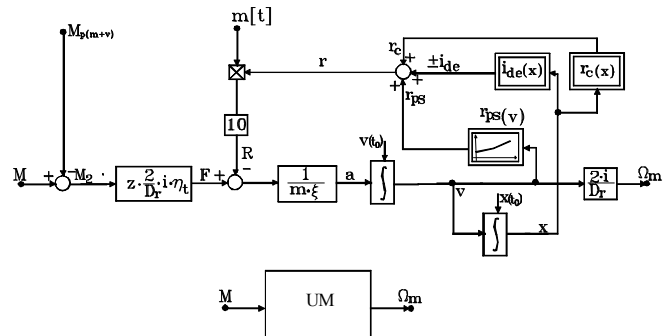 M_p(m+v)
m[t]
r_c
+
r
±i_de
i_de(x)
r_c(x)
+
+
r_ps
r_ps(v)
10
R
v(t_0)
M
+
-
M_2
z·2/D_r·i·η_t
F
+
-
1/m·ξ
a
∫
v
x(t_0)
∫
x
2·i/D_r
Ω_m
M
UM
Ω_m